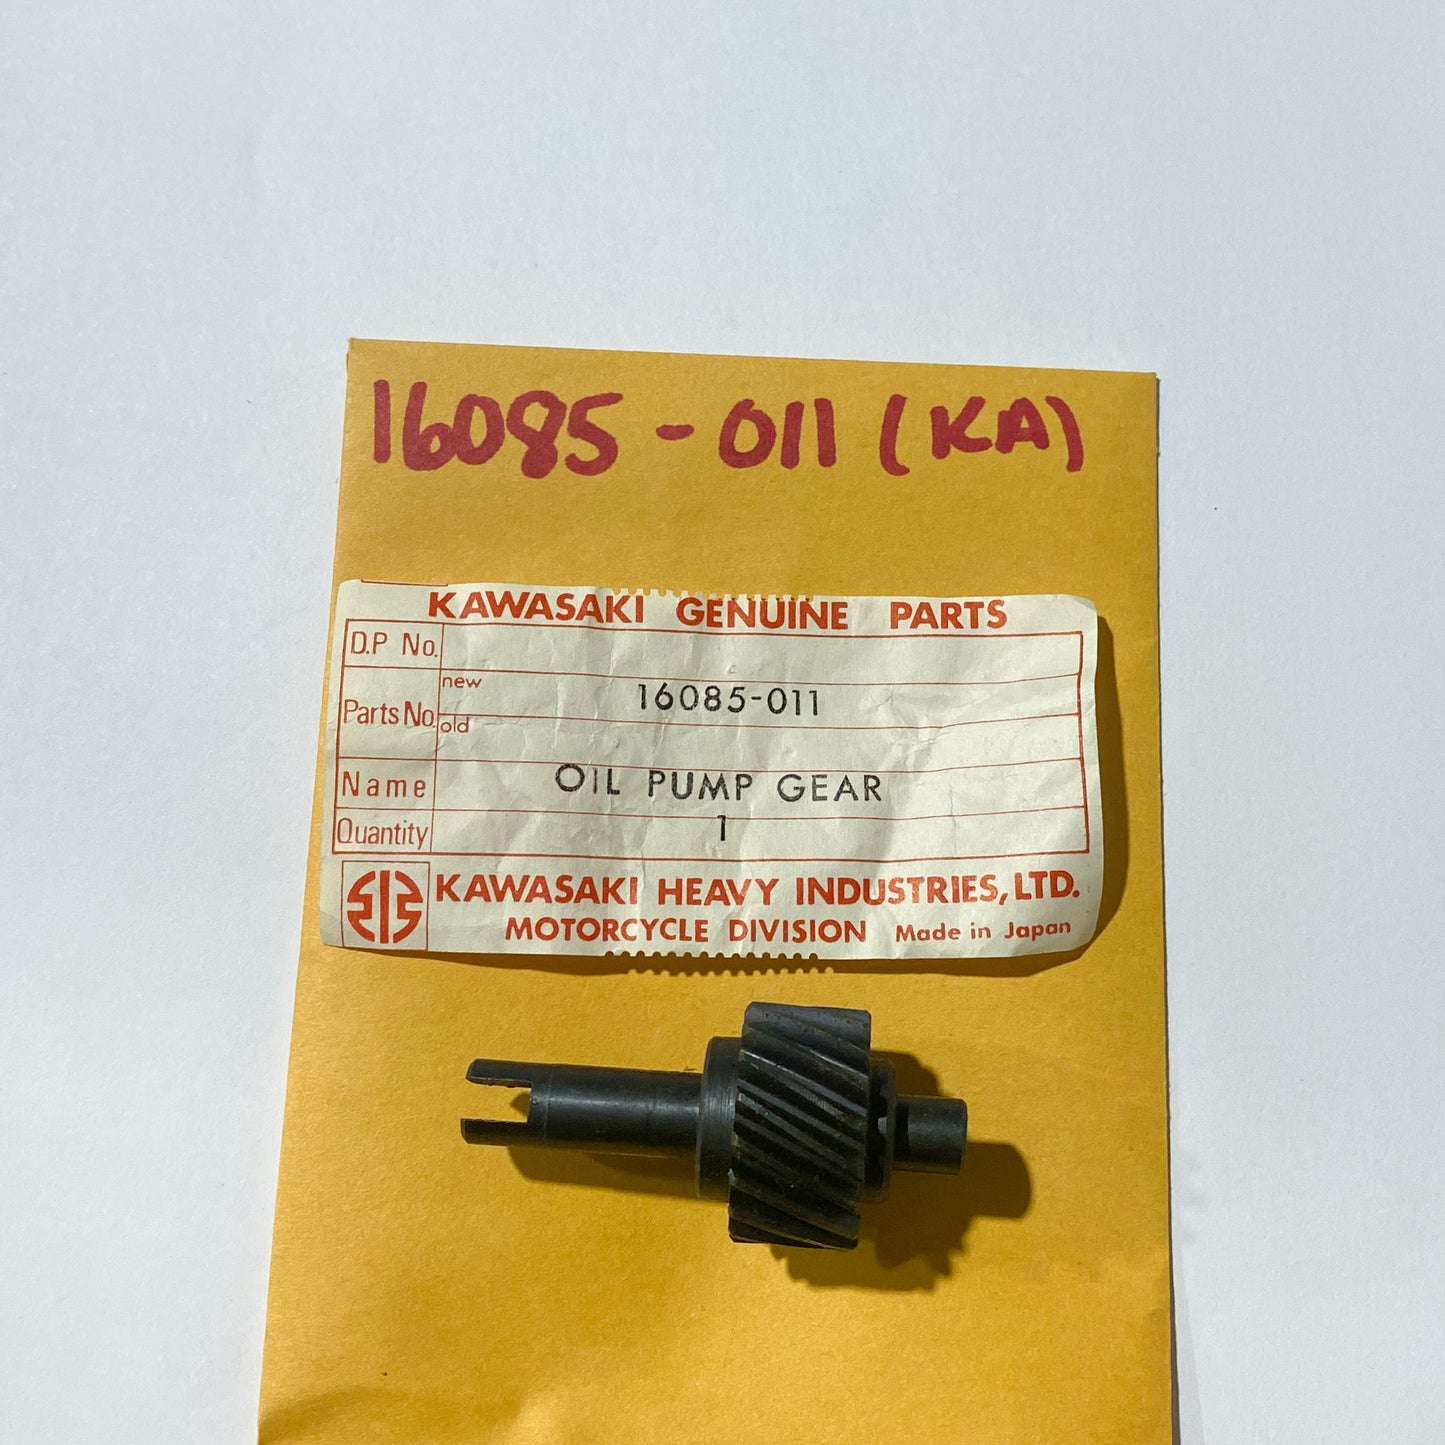 16085-011 (KA)
KAWASAKI GENUINE PARTS
D.P No.
Parts No. new 16085-011
old
Name OIL PUMP GEAR
Quantity 1
KAWASAKI HEAVY INDUSTRIES, LTD.
MOTORCYCLE DIVISION Made in Japan